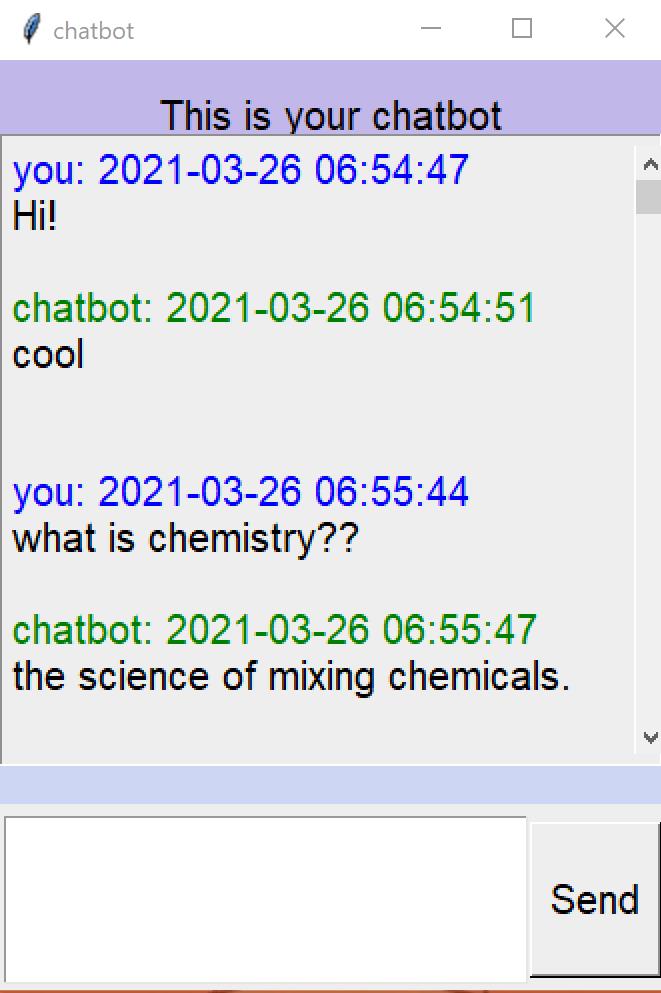 chatbot
This is your chatbot
you: 2021-03-26 06:54:47
Hi!
chatbot: 2021-03-26 06:54:51
cool
you: 2021-03-26 06:55:44
what is chemistry??
chatbot: 2021-03-26 06:55:47
the science of mixing chemicals.
Send